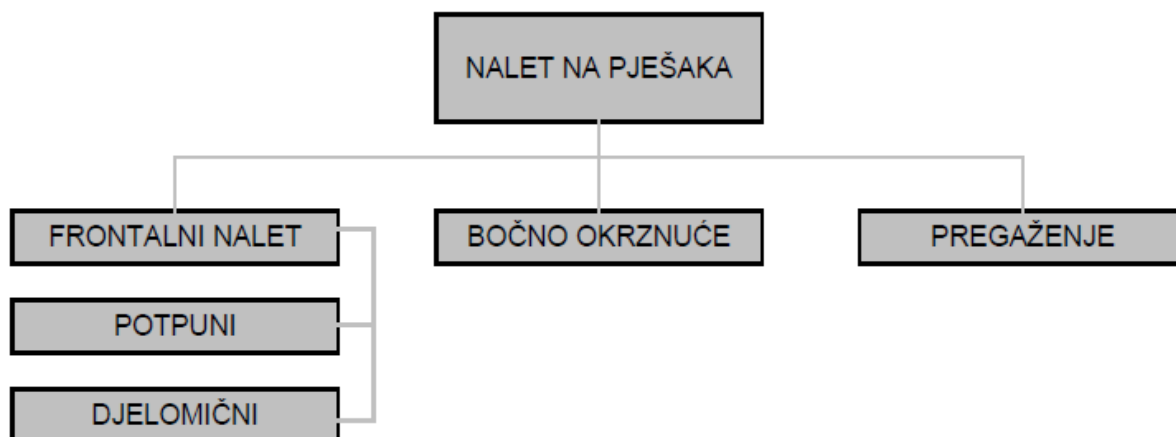 NALET NA PJEŠAKA
FRONTALNI NALET
BOČNO OKRZNUĆE
PREGAŽENJE
POTPUNI
DJELOMIČNI